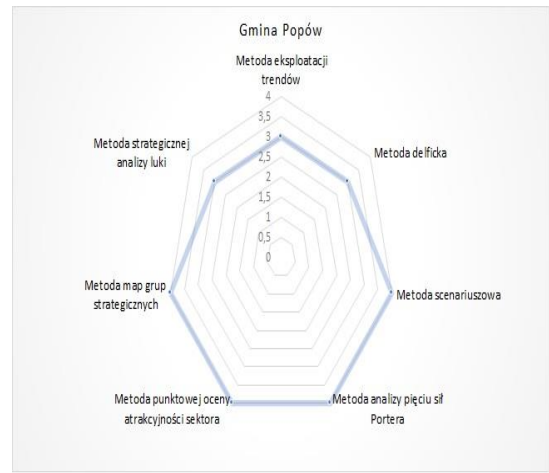 Gmina Popów
Metoda eksploatacji
trendów
4
3,5
3
2,5
2
1,5
1
0,5
0
Metoda delficka
Metoda scenariuszowa
Metoda analizy pięciu sił
Portera
Metoda punktowej oceny
atrakcyjności sektora
Metoda map grup
strategicznych
Metoda strategicznej
analizy luki